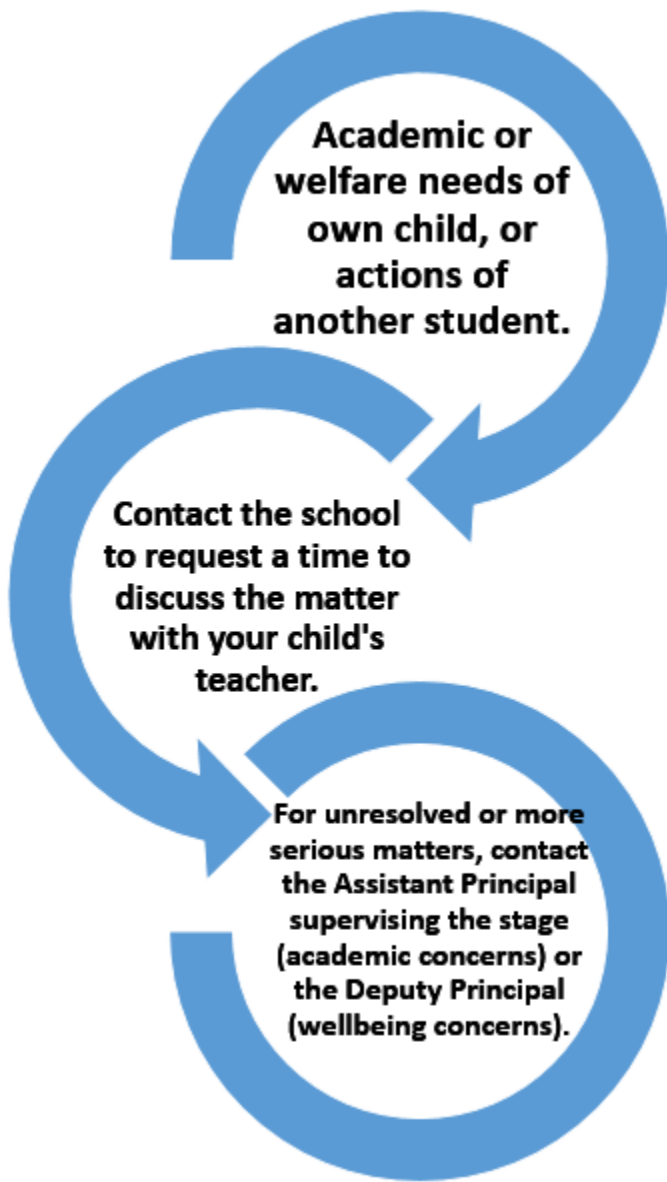 Academic or
welfare needs of
own child, or
actions of
another student.
Contact the school
to request a time to
discuss the matter
with your child's
teacher.
For unresolved or more
serious matters, contact
the Assistant Principal
supervising the stage
(academic concerns) or
the Deputy Principal
(wellbeing concerns).